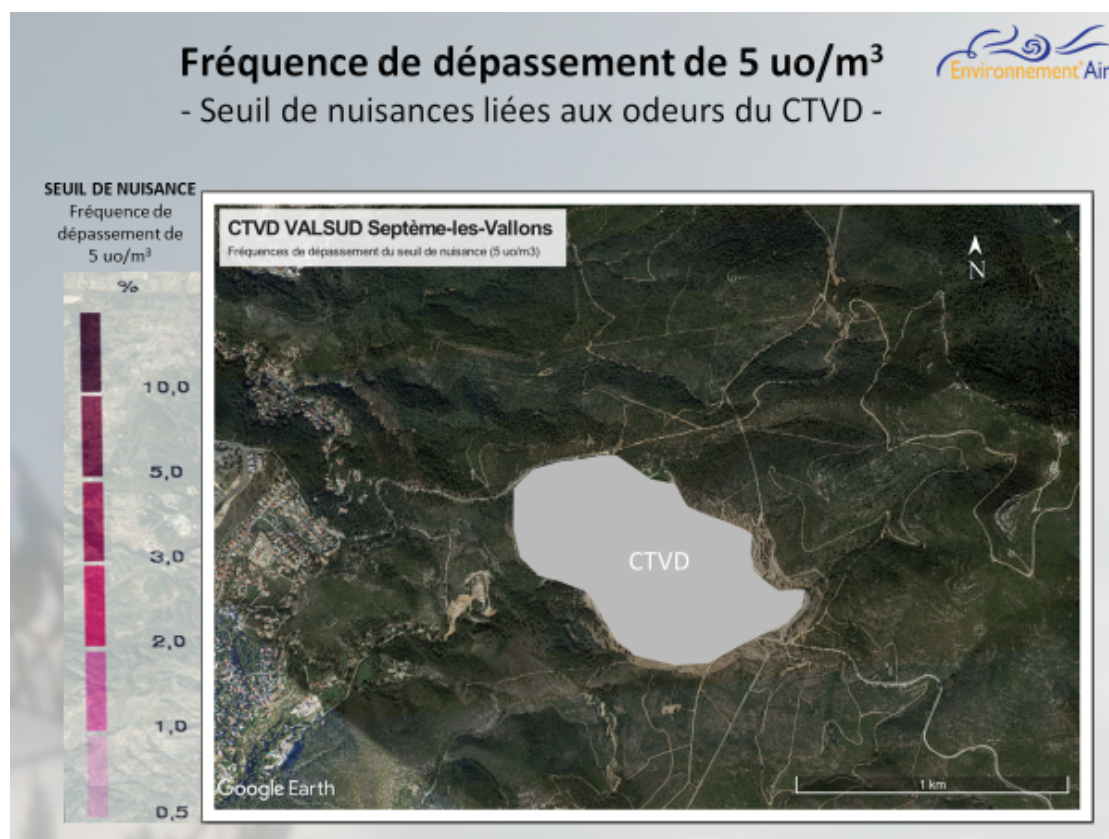 Fréquence de dépassement de 5 uo/m³
- Seuil de nuisances liées aux odeurs du CTVD -
Environnement'Air
SEUIL DE NUISANCE
Fréquence de
dépassement de
5 uo/m³
%
10,0
5,0
3,0
2,0
1,0
0,5
CTVD VALSUD Septème-les-Vallons
Fréquences de dépassement du seuil de nuisance (5 uo/m3)
N
CTVD
Google Earth
1 km